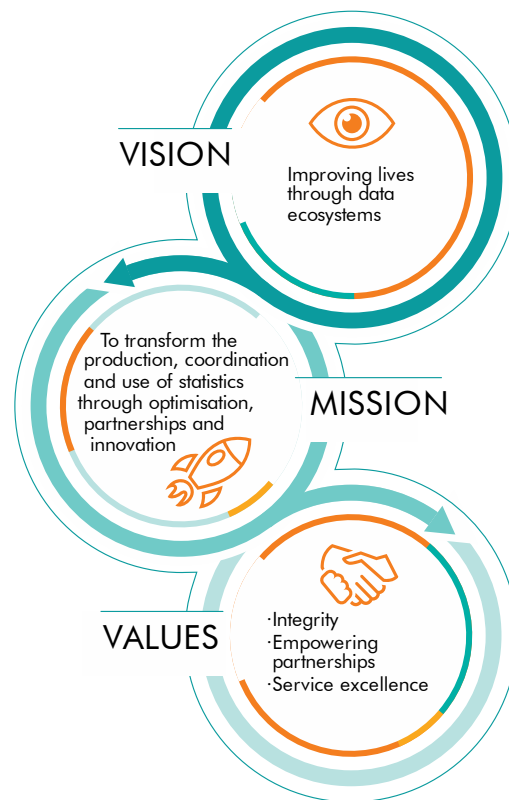 VISION
Improving lives
through data
ecosystems
To transform the
production, coordination
and use of statistics
through optimisation,
partnerships and
innovation
MISSION
VALUES
·Integrity
·Empowering
partnerships
·Service excellence